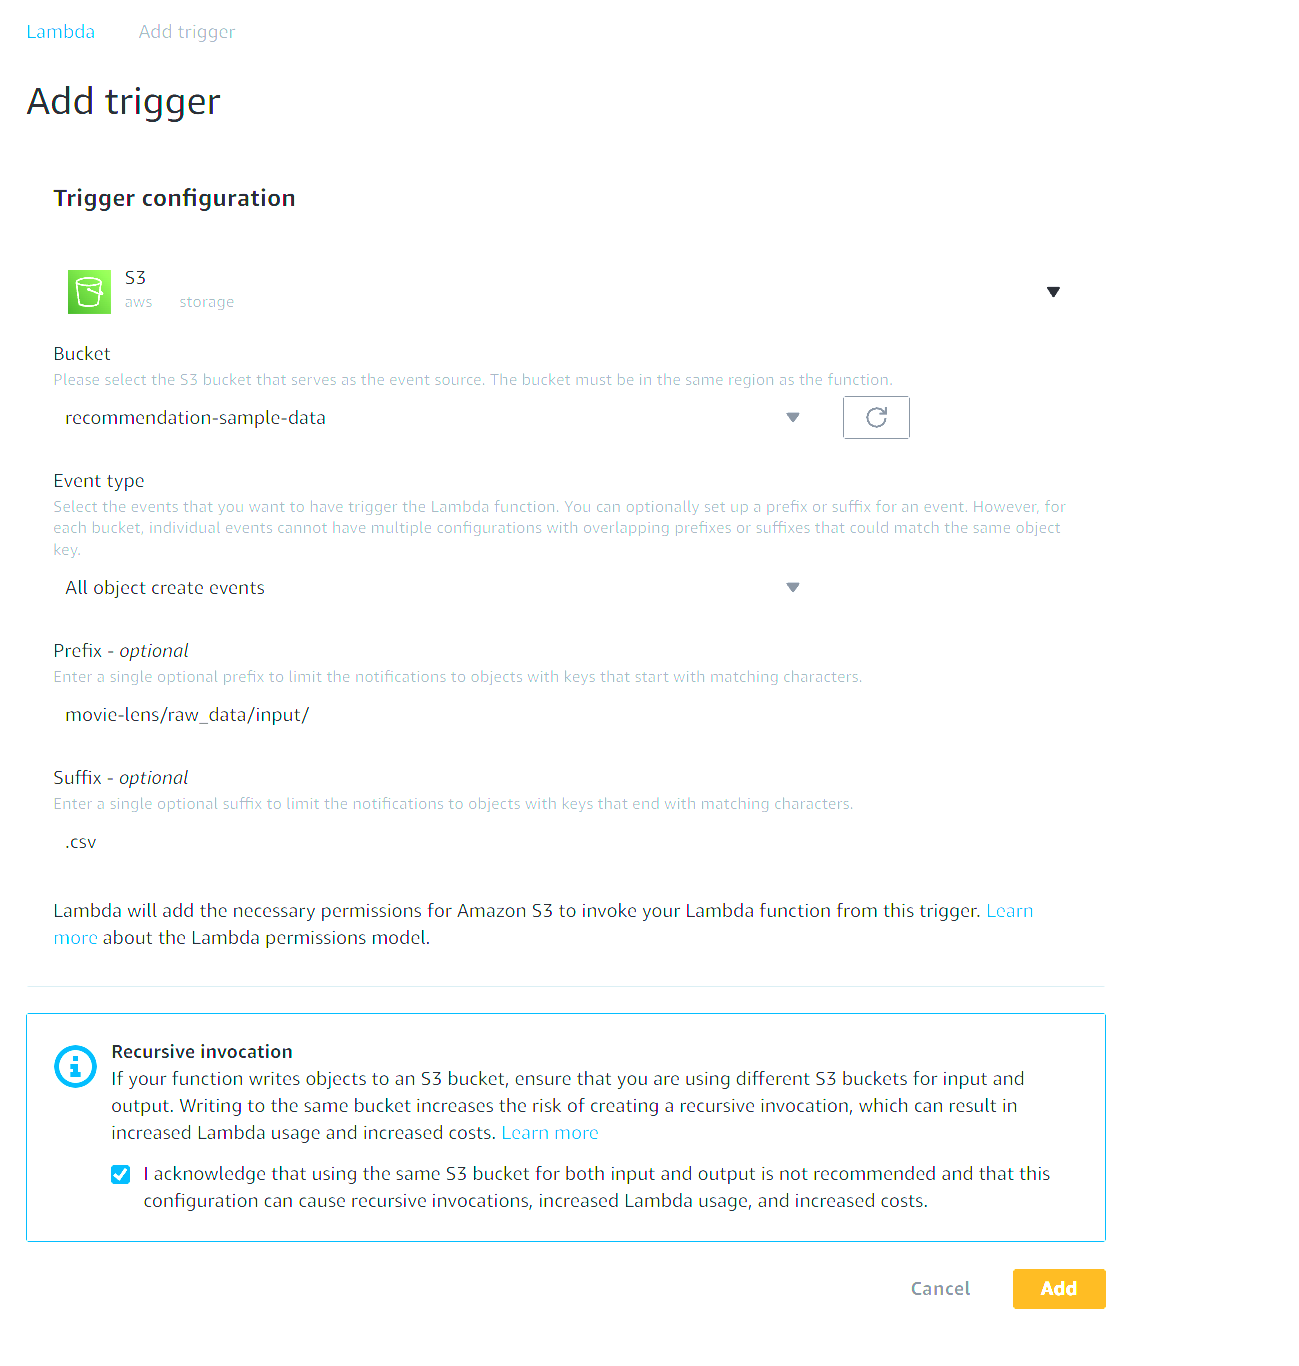 Lambda Add trigger
Add trigger
Trigger configuration
S3
aws storage
Bucket
Please select the S3 bucket that serves as the event source. The bucket must be in the same region as the function.
recommendation-sample-data
Event type
Select the events that you want to have trigger the Lambda function. You can optionally set up a prefix or suffix for an event. However, for
each bucket, individual events cannot have multiple configurations with overlapping prefixes or suffixes that could match the same object
key.
All object create events
Prefix - optional
Enter a single optional prefix to limit the notifications to objects with keys that start with matching characters.
movie-lens/raw_data/input/
Suffix - optional
Enter a single optional suffix to limit the notifications to objects with keys that end with matching characters.
.csv
Lambda will add the necessary permissions for Amazon S3 to invoke your Lambda function from this trigger. Learn
more about the Lambda permissions model.
Recursive invocation
If your function writes objects to an S3 bucket, ensure that you are using different S3 buckets for input and
output. Writing to the same bucket increases the risk of creating a recursive invocation, which can result in
increased Lambda usage and increased costs. Learn more
I acknowledge that using the same S3 bucket for both input and output is not recommended and that this
configuration can cause recursive invocations, increased Lambda usage, and increased costs.
Cancel Add